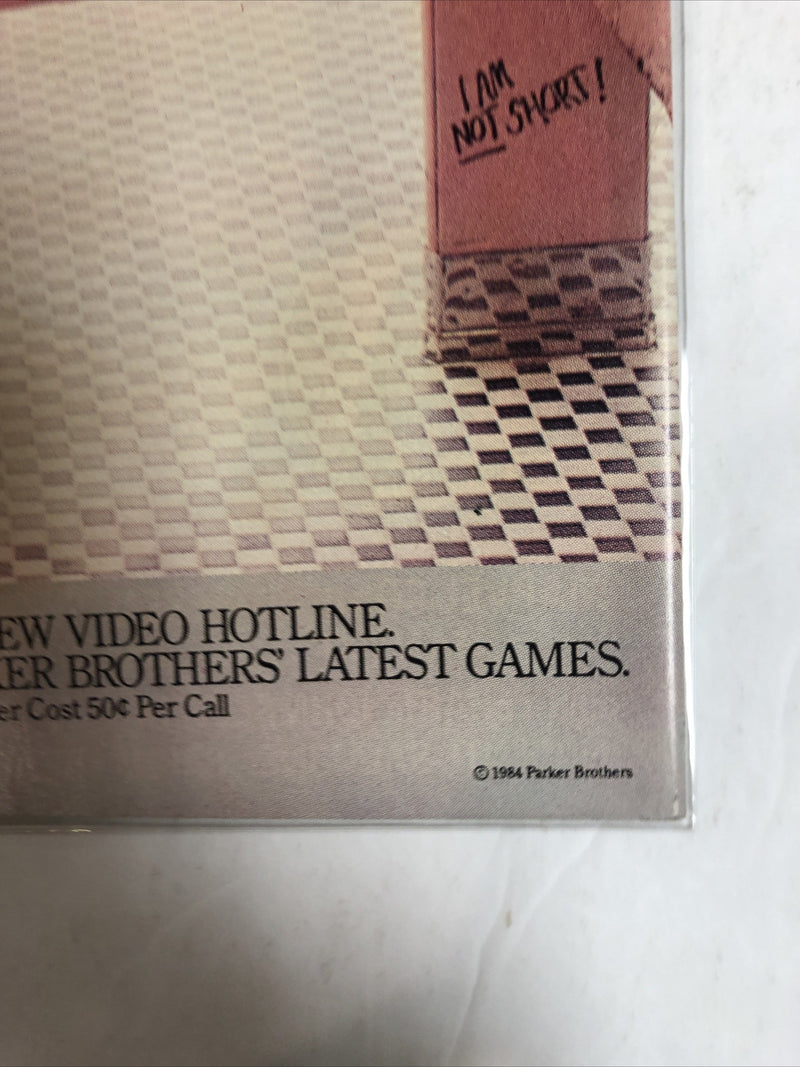 I AM
NOT SHORT!
EW VIDEO HOTLINE.
ER BROTHERS' LATEST GAMES.
er Cost 50¢ Per Call
© 1984 Parker Brothers